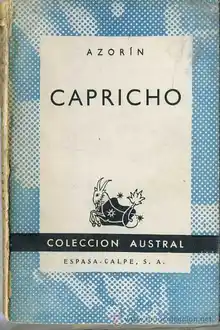 AZORÍN
CAPRICHO
COLECCION AUSTRAL
ESPASA-CALPE, S. A.